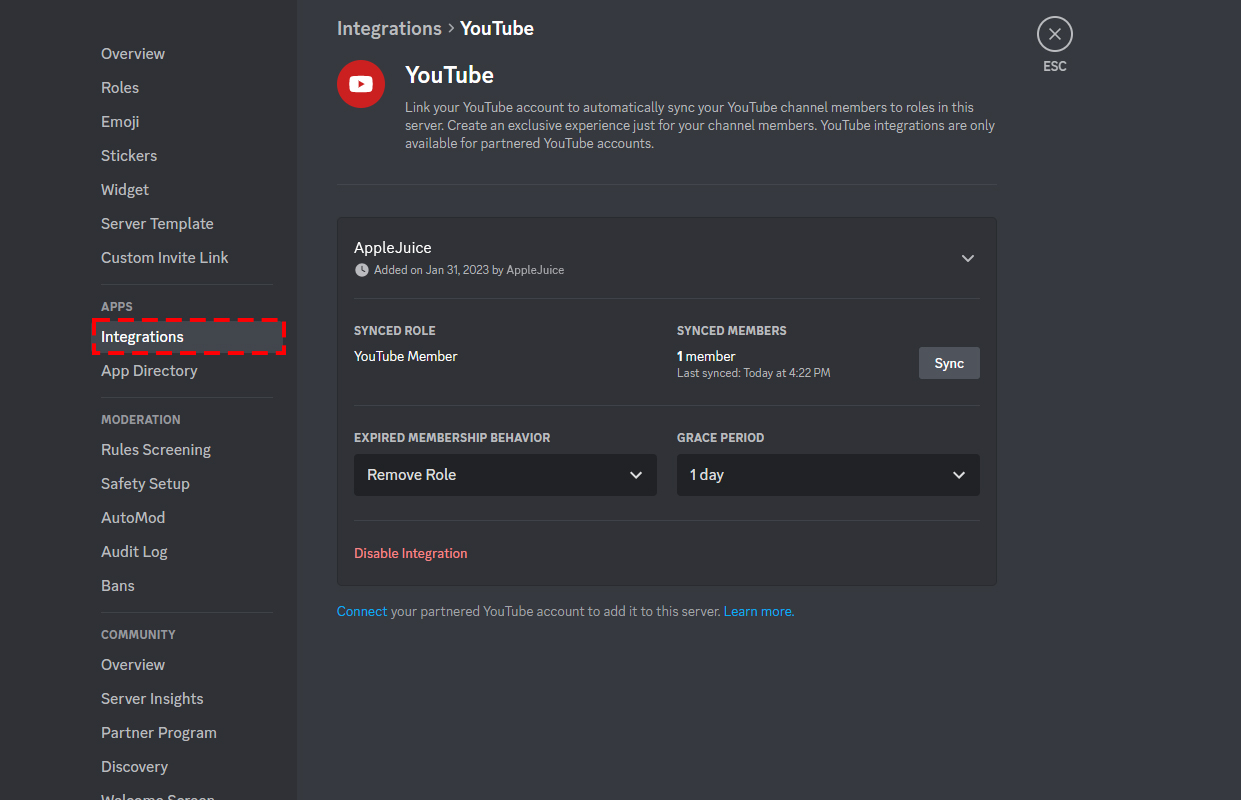 Overview
Roles
Emoji
Stickers
Widget
Server Template
Custom Invite Link
APPS
Integrations
App Directory
MODERATION
Rules Screening
Safety Setup
AutoMod
Audit Log
Bans
COMMUNITY
Overview
Server Insights
Partner Program
Discovery
Welcome Screen
Integrations > YouTube
YouTube
Link your YouTube account to automatically sync your YouTube channel members to roles in this
server. Create an exclusive experience just for your channel members. YouTube integrations are only
available for partnered YouTube accounts.
AppleJuice
Added on Jan 31, 2023 by AppleJuice
SYNCED ROLE
YouTube Member
SYNCED MEMBERS
1 member
Last synced: Today at 4:22 PM
Sync
EXPIRED MEMBERSHIP BEHAVIOR
Remove Role
GRACE PERIOD
1 day
Disable Integration
Connect your partnered YouTube account to add it to this server. Learn more.
ESC